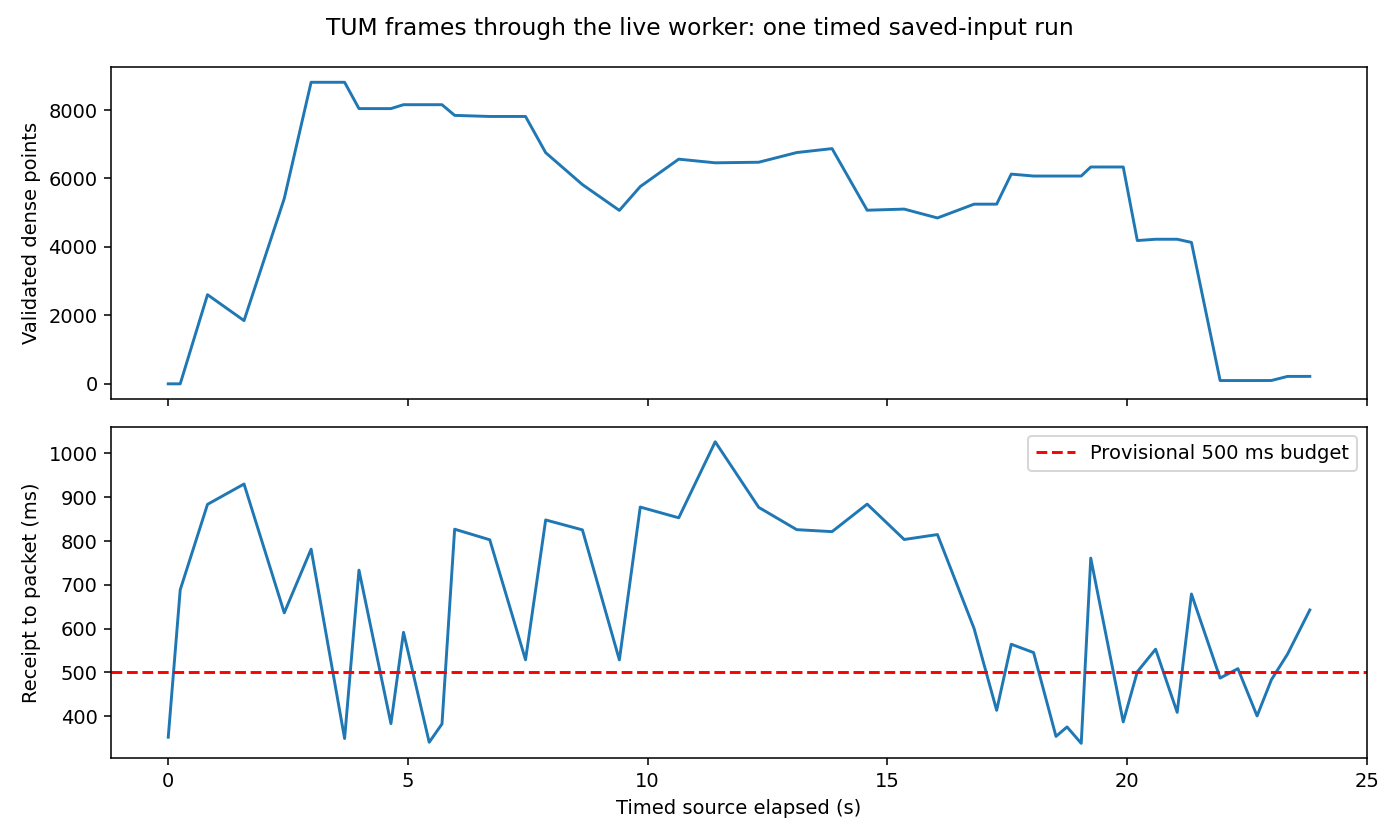 TUM frames through the live worker: one timed saved-input run
Validated dense points
8000
6000
4000
2000
0
Receipt to packet (ms)
1000
900
800
700
600
500
400
Provisional 500 ms budget
0 5 10 15 20 25
Timed source elapsed (s)